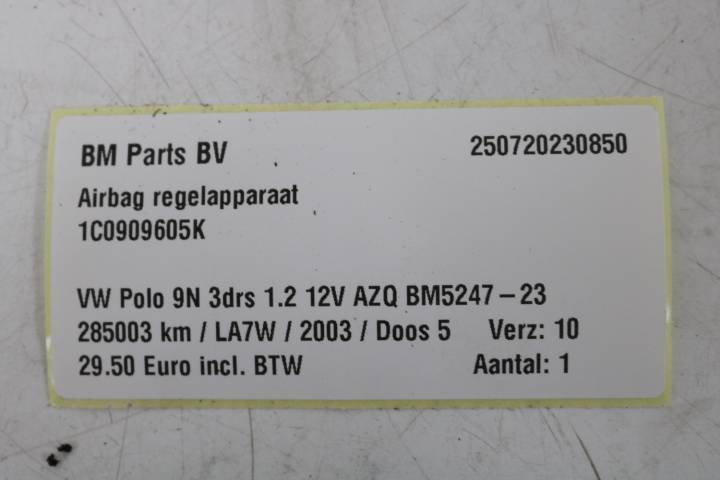 BM Parts BV 250720230850
Airbag regelapparaat
1C0909605K
VW Polo 9N 3drs 1.2 12V AZQ BM5247-23
285003 km / LA7W / 2003 / Doos 5 Verz: 10
29.50 Euro incl. BTW Aantal: 1